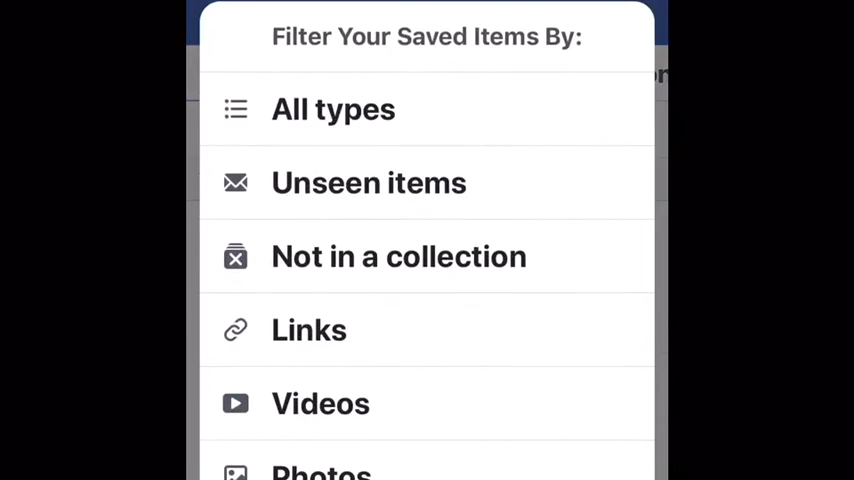 Filter Your Saved Items By:
All types
Unseen items
Not in a collection
Links
Videos
Photos